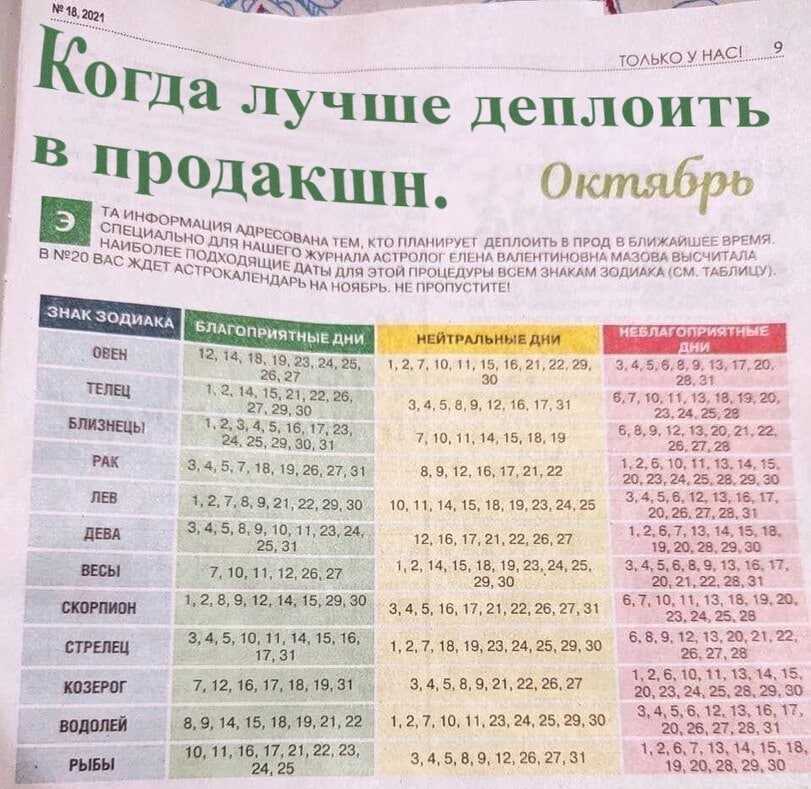 № 18, 2021
ТОЛЬКО У НАС! 9
Когда лучше деплоить
в продакшн. Октябрь
ЭТА ИНФОРМАЦИЯ АДРЕСОВАНА ТЕМ, КТО ПЛАНИРУЕТ ДЕПЛОИТЬ В ПРОД В БЛИЖАЙШЕЕ ВРЕМЯ.
СПЕЦИАЛЬНО ДЛЯ НАШЕГО ЖУРНАЛА АСТРОЛОГ ЕЛЕНА ВАЛЕНТИНОВНА МАЗОВА ВЫСЧИТАЛА
НАИБОЛЕЕ ПОДХОДЯЩИЕ ДАТЫ ДЛЯ ЭТОЙ ПРОЦЕДУРЫ ВСЕМ ЗНАКАМ ЗОДИАКА (СМ. ТАБЛИЦУ).
В №20 ВАС ЖДЕТ АСТРОКАЛЕНДАРЬ НА НОЯБРЬ. НЕ ПРОПУСТИТЕ!
ЗНАК ЗОДИАКА
БЛАГОПРИЯТНЫЕ ДНИ
НЕЙТРАЛЬНЫЕ ДНИ
НЕБЛАГОПРИЯТНЫЕ
ДНИ
ОВЕН
12, 14, 18, 19, 23, 24, 25,
26, 27
1, 2, 7, 10, 11, 15, 16, 21, 22, 29,
30
3, 4, 5, 6, 8, 9, 13, 17, 20,
28, 31
ТЕЛЕЦ
1, 2, 14, 15, 21, 22, 26,
27, 29, 30
3, 4, 5, 8, 9, 12, 16, 17, 31
6, 7, 10, 11, 13, 18, 19, 20,
23, 24, 25, 28
БЛИЗНЕЦЫ
1, 2, 3, 4, 5, 16, 17, 23,
24, 25, 29, 30, 31
7, 10, 11, 14, 15, 18, 19
6, 8, 9, 12, 13, 20, 21, 22,
26, 27, 28
РАК
3, 4, 5, 7, 18, 19, 26, 27, 31
8, 9, 12, 16, 17, 21, 22
1, 2, 6, 10, 11, 13, 14, 15,
20, 23, 24, 25, 28, 29, 30
ЛЕВ
1, 2, 7, 8, 9, 21, 22, 29, 30
10, 11, 14, 15, 18, 19, 23, 24, 25
3, 4, 5, 6, 12, 13, 16, 17,
20, 26, 27, 28, 31
ДЕВА
3, 4, 5, 8, 9, 10, 11, 23, 24,
25, 31
12, 16, 17, 21, 22, 26, 27
1, 2, 6, 7, 13, 14, 15, 18,
19, 20, 28, 29, 30
ВЕСЫ
7, 10, 11, 12, 26, 27
1, 2, 14, 15, 18, 19, 23, 24, 25,
29, 30
3, 4, 5, 6, 8, 9, 13, 16, 17,
20, 21, 22, 28, 31
СКОРПИОН
1, 2, 8, 9, 12, 14, 15, 29, 30
3, 4, 5, 16, 17, 21, 22, 26, 27, 31
6, 7, 10, 11, 13, 18, 19, 20,
23, 24, 25, 28
СТРЕЛЕЦ
3, 4, 5, 10, 11, 14, 15, 16,
17, 31
1, 2, 7, 18, 19, 23, 24, 25, 29, 30
6, 8, 9, 12, 13, 20, 21, 22,
26, 27, 28
КОЗЕРОГ
7, 12, 16, 17, 18, 19, 31
3, 4, 5, 8, 9, 21, 22, 26, 27
1, 2, 6, 10, 11, 13, 14, 15,
20, 23, 24, 25, 28, 29, 30
ВОДОЛЕЙ
8, 9, 14, 15, 18, 19, 21, 22
1, 2, 7, 10, 11, 23, 24, 25, 29, 30
3, 4, 5, 6, 12, 13, 16, 17,
20, 26, 27, 28, 31
РЫБЫ
10, 11, 16, 17, 21, 22, 23,
24, 25
3, 4, 5, 8, 9, 12, 26, 27, 31
1, 2, 6, 7, 13, 14, 15, 18,
19, 20, 28, 29, 30